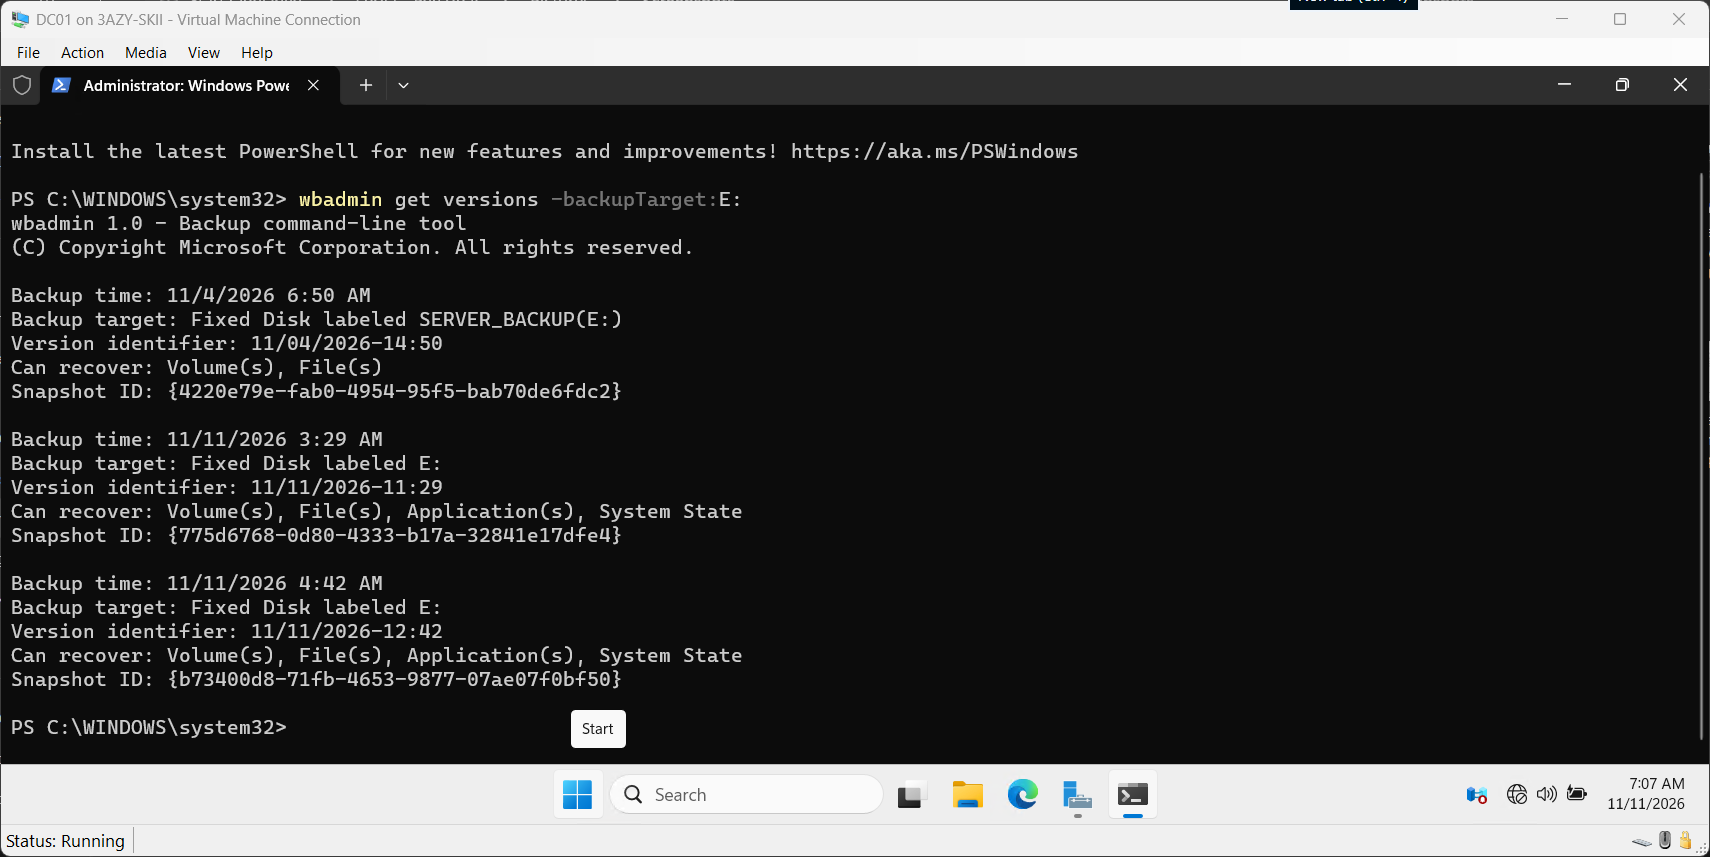 DC01 on 3AZY-SKII - Virtual Machine Connection
File Action Media View Help
Administrator: Windows Powe
Install the latest PowerShell for new features and improvements! https://aka.ms/PSWindows
PS C:\WINDOWS\system32> wbadmin get versions -backupTarget:E:
wbadmin 1.0 - Backup command-line tool
(C) Copyright Microsoft Corporation. All rights reserved.
Backup time: 11/4/2026 6:50 AM
Backup target: Fixed Disk labeled SERVER_BACKUP(E:)
Version identifier: 11/04/2026-14:50
Can recover: Volume(s), File(s)
Snapshot ID: {4220e79e-fab0-4954-95f5-bab70de6fdc2}
Backup time: 11/11/2026 3:29 AM
Backup target: Fixed Disk labeled E:
Version identifier: 11/11/2026-11:29
Can recover: Volume(s), File(s), Application(s), System State
Snapshot ID: {775d6768-0d80-4333-b17a-32841e17dfe4}
Backup time: 11/11/2026 4:42 AM
Backup target: Fixed Disk labeled E:
Version identifier: 11/11/2026-12:42
Can recover: Volume(s), File(s), Application(s), System State
Snapshot ID: {b73400d8-71fb-4653-9877-07ae07f0bf50}
PS C:\WINDOWS\system32>
Start
Search
7:07 AM
11/11/2026
Status: Running